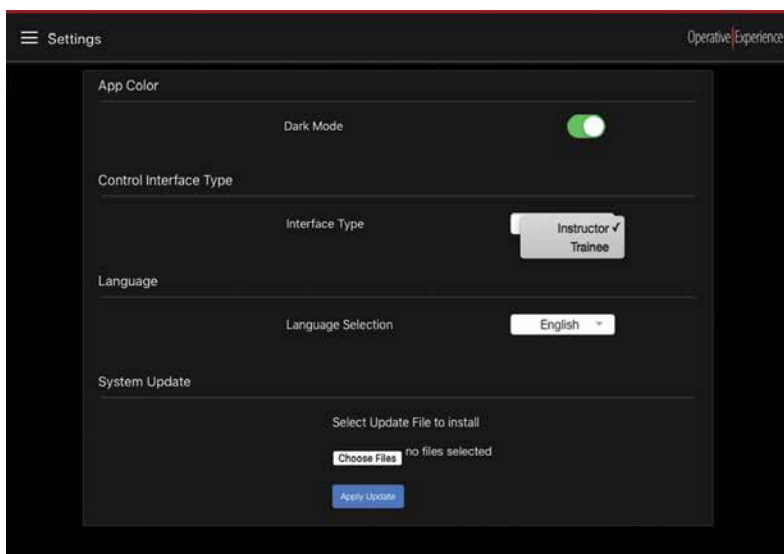 Settings
Operative Experience
App Color
Dark Mode
Control Interface Type
Interface Type
Instructor ✓
Trainee
Language
Language Selection
English
System Update
Select Update File to install
Choose Files no files selected
Apply Update